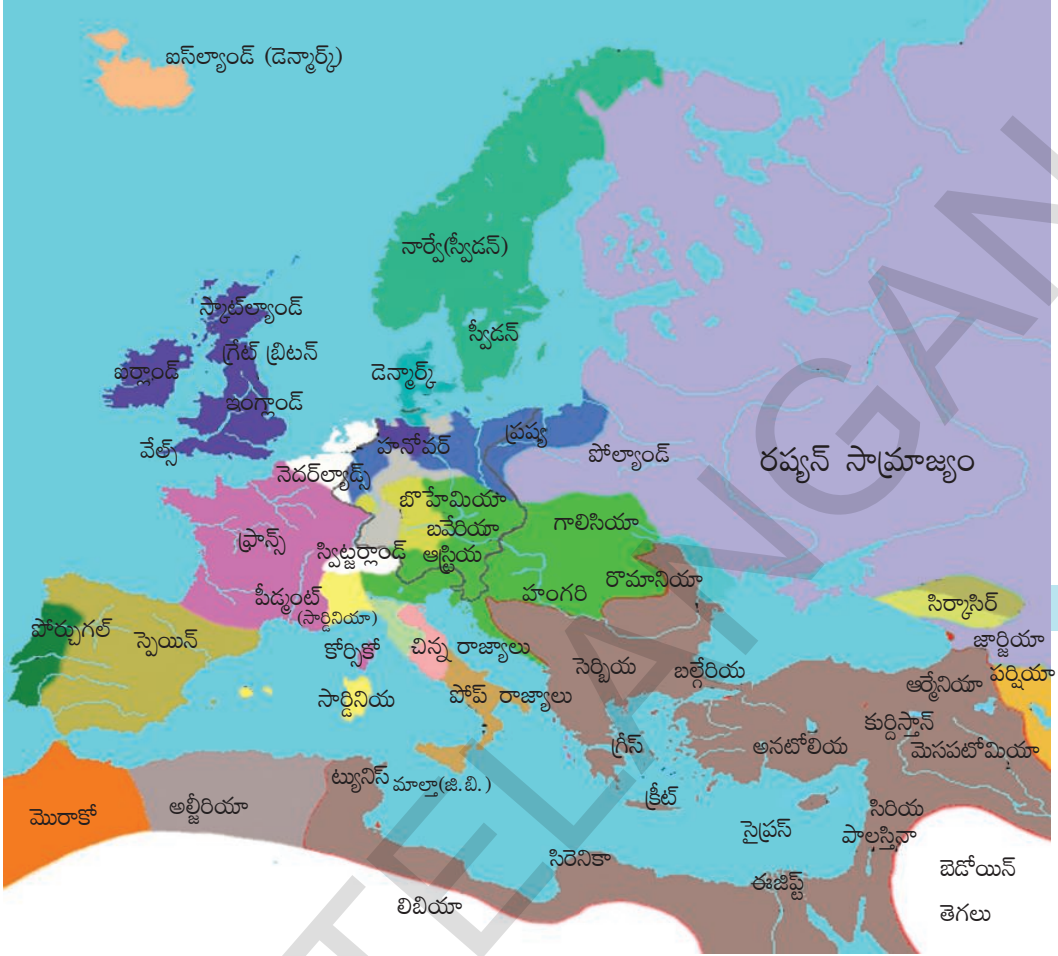 ఐస్‌ల్యాండ్ (డెన్మార్క్)
నార్వే(స్వీడన్)
స్కాట్‌ల్యాండ్
స్వీడన్
గ్రేట్ బ్రిటన్
ఐర్లాండ్
డెన్మార్క్
ఇంగ్లాండ్
వేల్స్
హనోవర్
ప్రష్య
పోల్యాండ్
రష్యన్ సామ్రాజ్యం
నెదర్‌ల్యాడ్స్
బొహేమియా
బవేరియా
గాలిసియా
ఫ్రాన్స్
స్విట్జర్లాండ్
ఆస్ట్రియ
హంగరి
రొమానియా
పీడ్మంట్
(సార్డినియా)
సిర్కాసిర్
పోర్చుగల్
స్పెయిన్
కోర్సికో
చిన్న రాజ్యాలు
సెర్బియ
బల్గేరియ
జార్జియా
పర్షియా
ఆర్మేనియా
సార్డినియ
పోప్ రాజ్యాలు
కుర్దిస్తాన్
గ్రీస్
అనటోలియ
మెసపటోమియా
ట్యునిస్
మాల్తా(జి.బి.)
క్రీట్
మొరాకో
అల్జీరియా
సిరియ
సైప్రస్
పాలస్తినా
సిరెనికా
ఈజిప్ట్
బెడోయిన్
తెగలు
లిబియా
TELANGAN